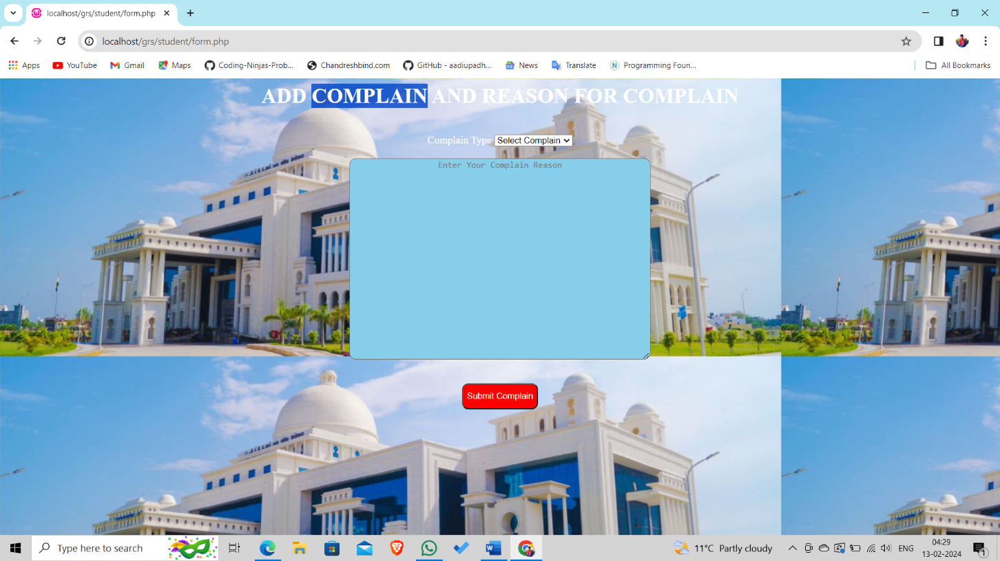 localhost/grs/student/form.php
localhost/grs/student/form.php
Apps YouTube Gmail Maps Coding-Ninjas-Prob... Chandreshbind.com GitHub - aadiupadh... News Translate Programming Foun... All Bookmarks
ADD COMPLAIN AND REASON FOR COMPLAIN
Complain Type Select Complain
Enter Your Complain Reason
Submit Complain
Type here to search
11°C Partly cloudy
ENG
04:29
13-02-2024
1